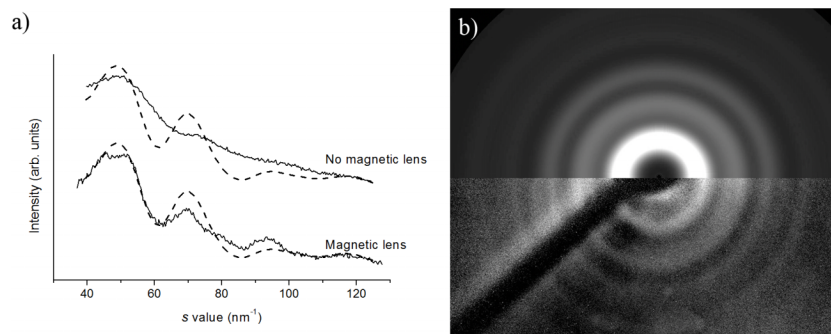 a)
Intensity (arb. units)
No magnetic lens
Magnetic lens
40 60 80 100 120
s value (nm⁻¹)
b)